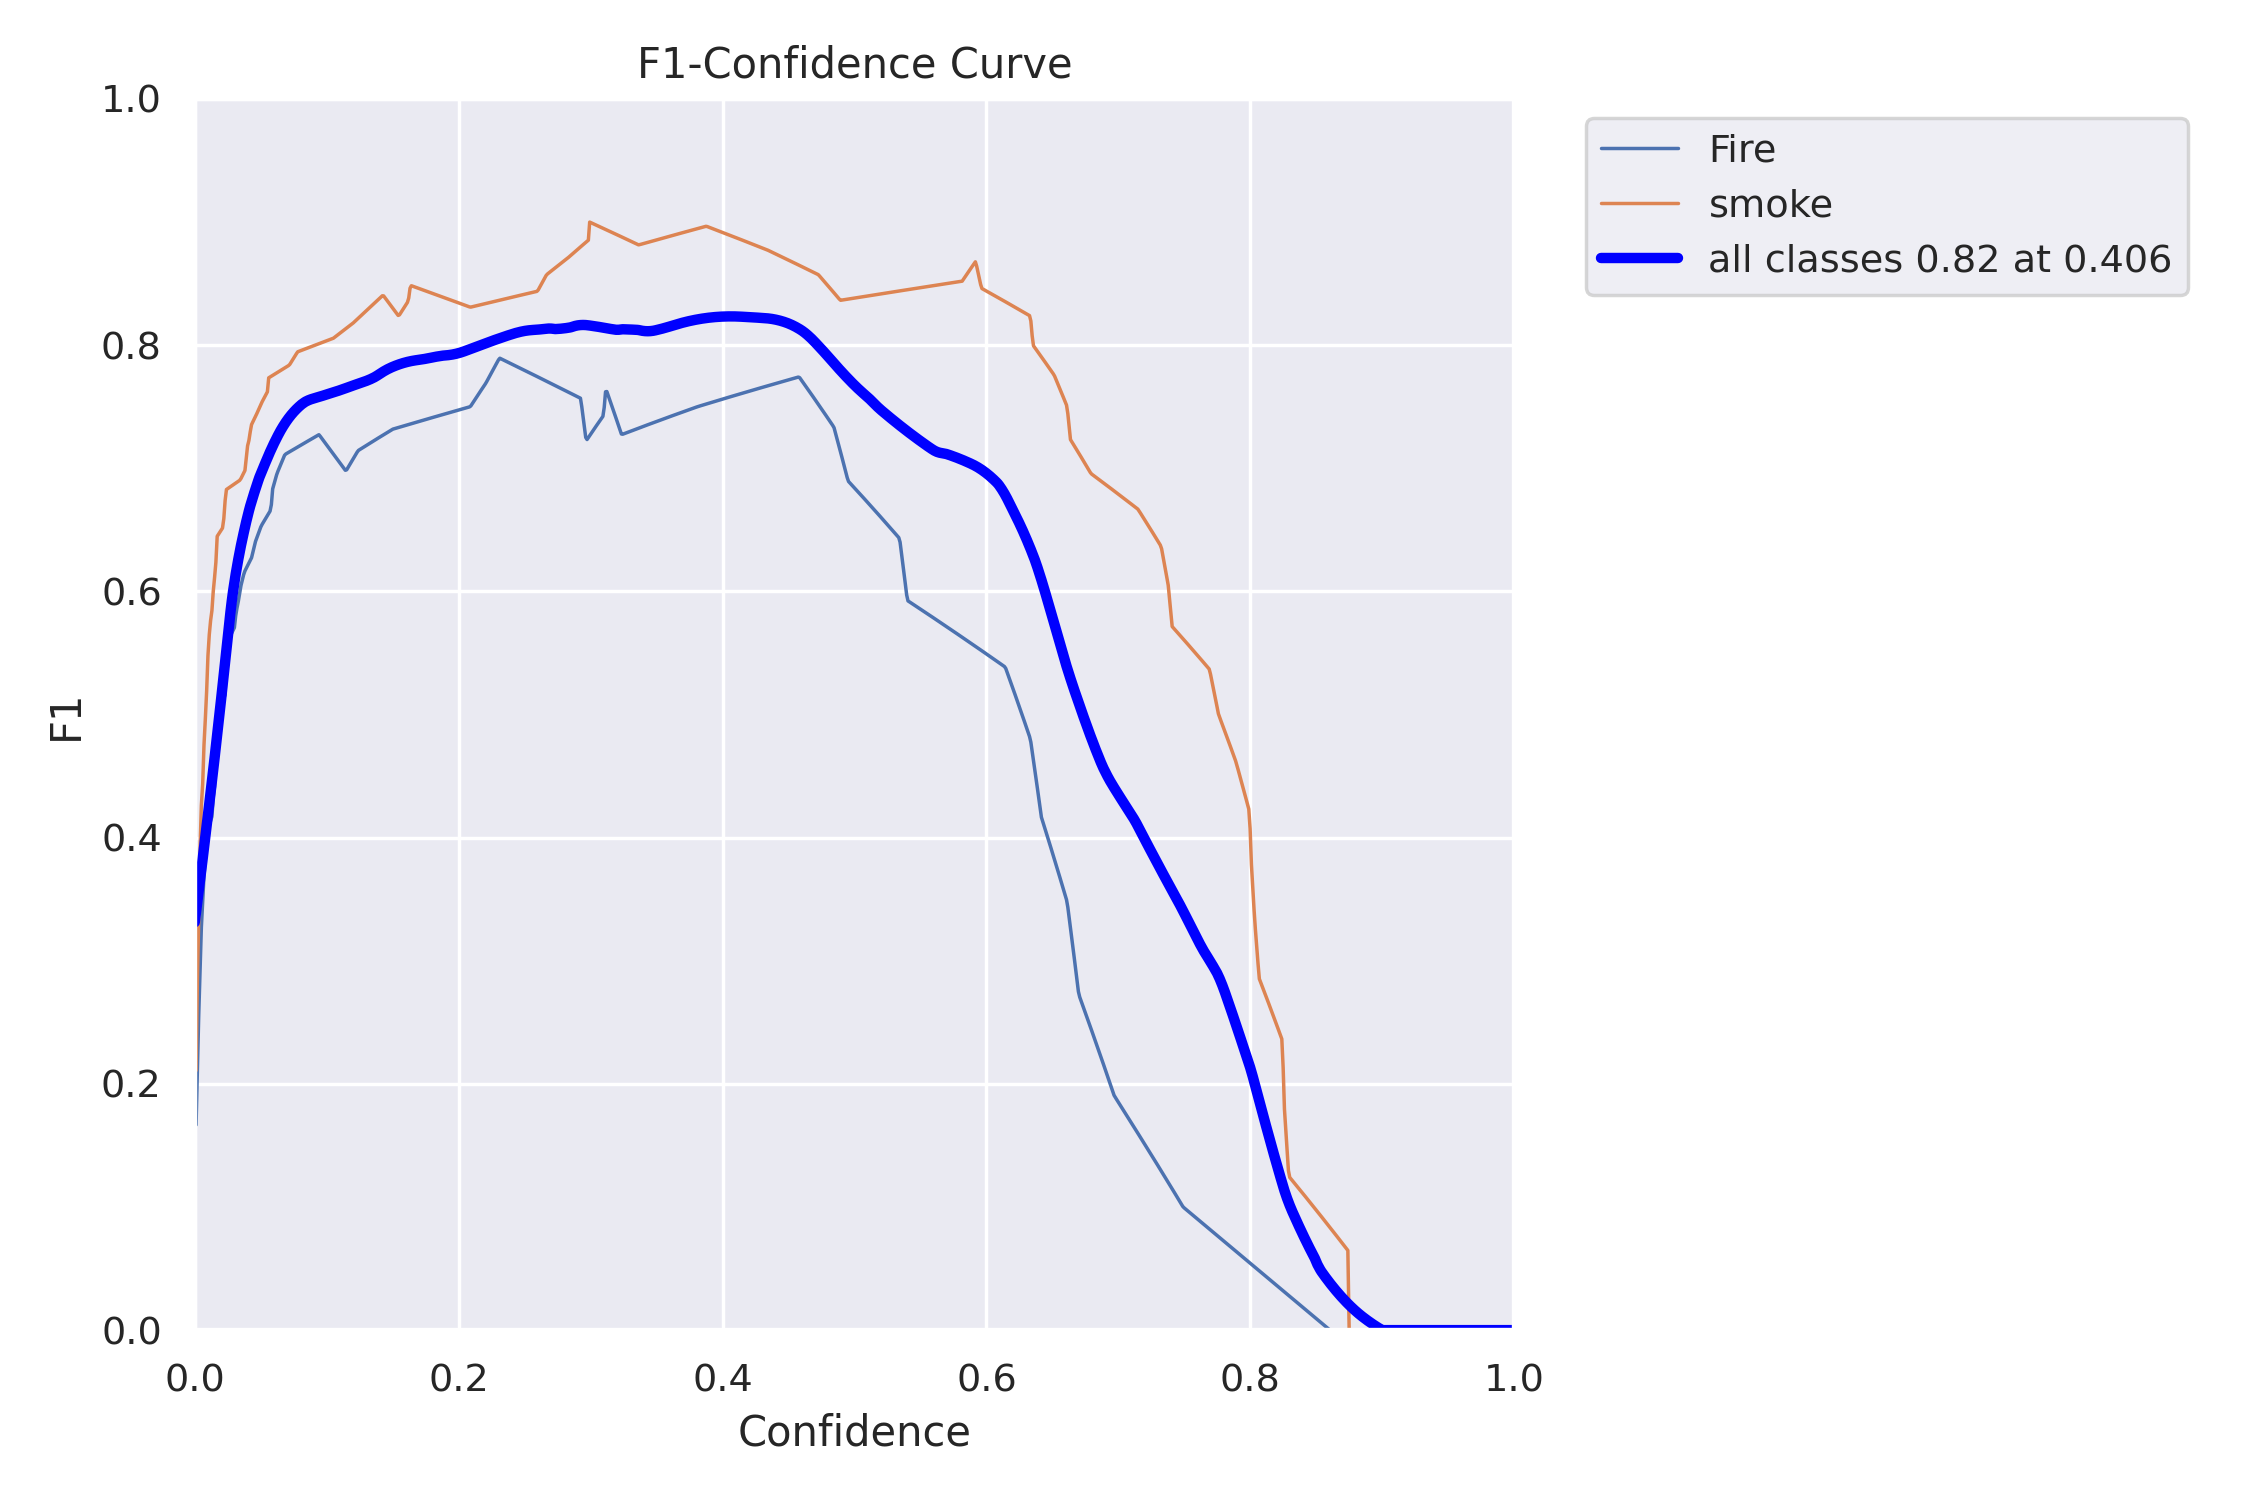 F1-Confidence Curve
1.0
0.8
0.6
0.4
0.2
0.0
F1
0.0 0.2 0.4 0.6 0.8 1.0
Confidence
Fire
smoke
all classes 0.82 at 0.406